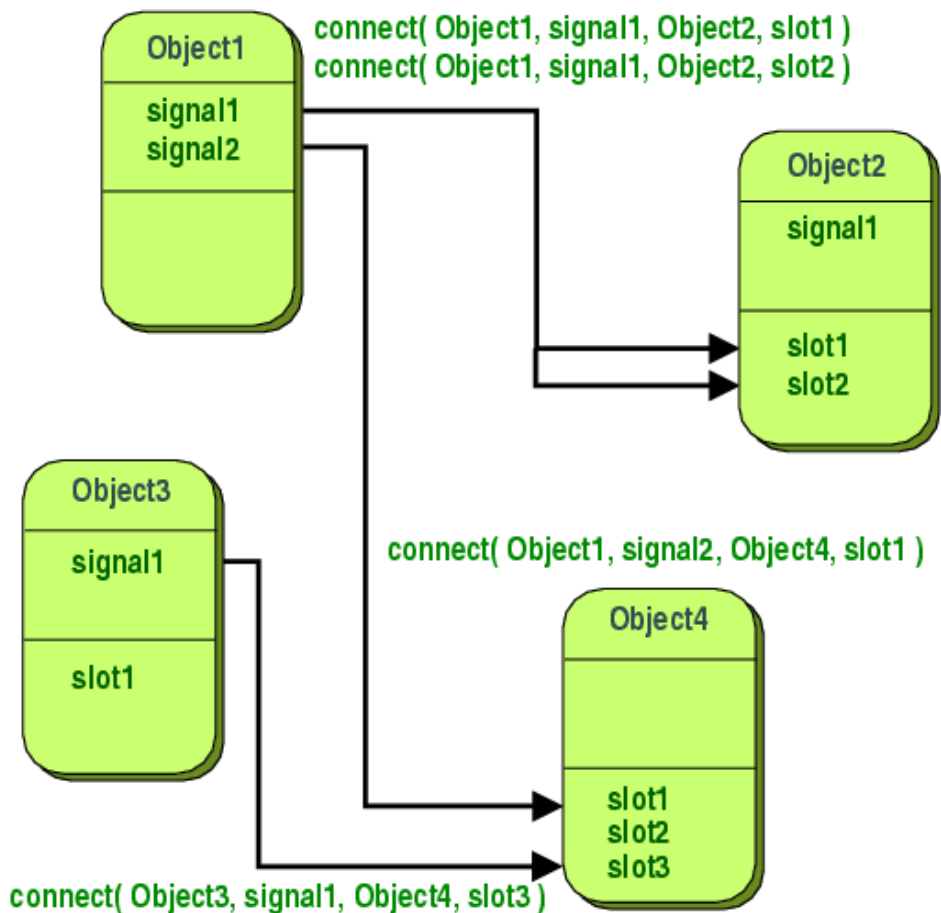 Object1
signal1
signal2
connect( Object1, signal1, Object2, slot1 )
connect( Object1, signal1, Object2, slot2 )
Object2
signal1
slot1
slot2
Object3
signal1
slot1
connect( Object1, signal2, Object4, slot1 )
Object4
slot1
slot2
slot3
connect( Object3, signal1, Object4, slot3 )